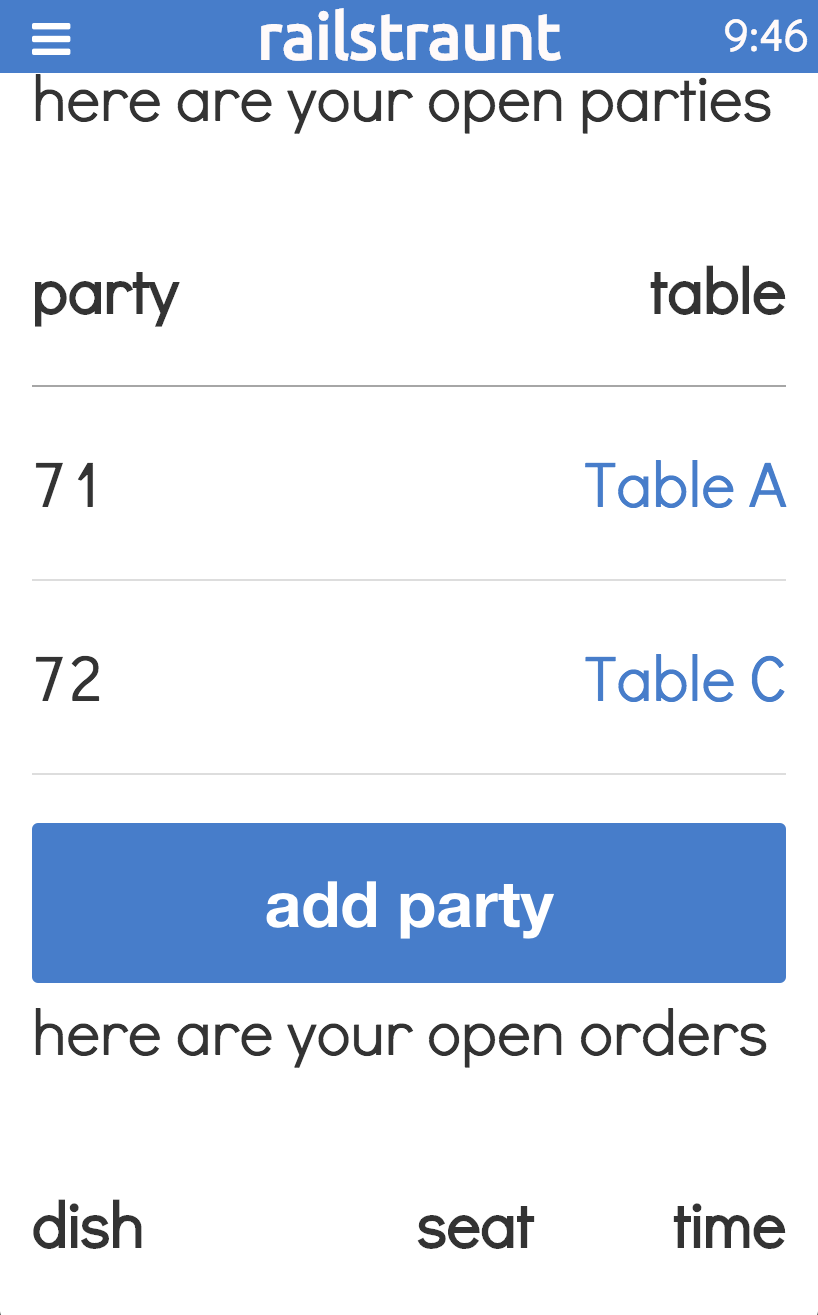 railstraunt 9:46
here are your open parties
party table
71 Table A
72 Table C
add party
here are your open orders
dish seat time